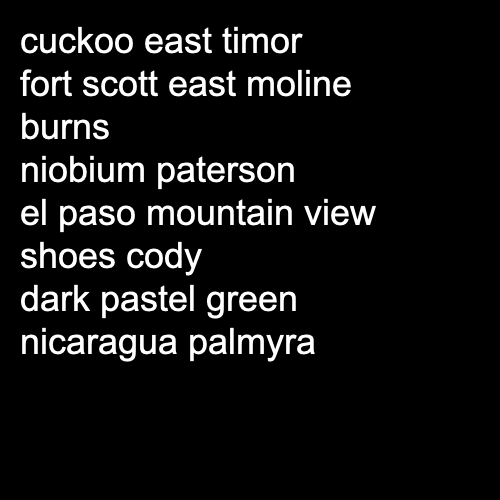 cuckoo east timor
fort scott east moline
burns
niobium paterson
el paso mountain view
shoes cody
dark pastel green
nicaragua palmyra